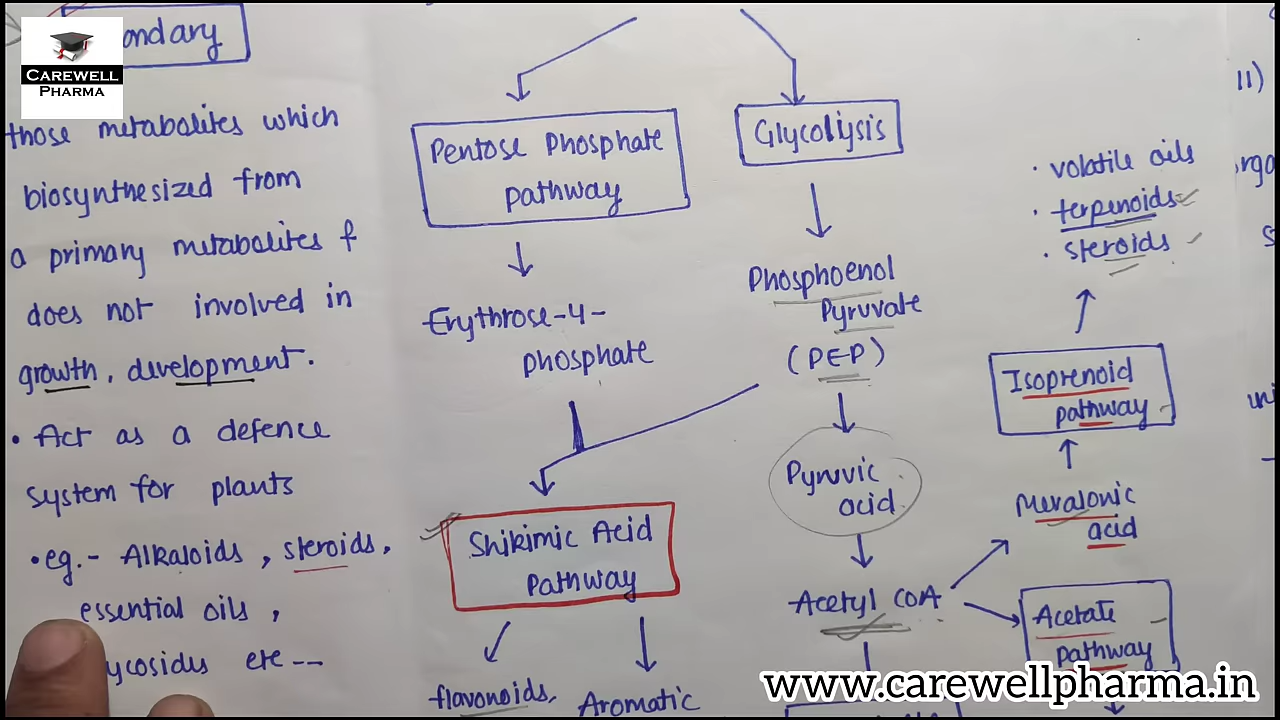 CAREWELL
PHARMA
ondary
those metabolites which
biosynthesized from
a primary metabolites f
does not involved in
growth, development.
• Act as a defence
system for plants
• eg.- Alkaloids, steroids,
essential oils,
ycosides etc--
Pentose Phosphate
pathway
Erythrose-4-
phosphate
Shikimic Acid
Pathway
flavonoids,
Aromatic
Glycolysis
Phosphoenol
Pyruvate
(PEP)
Pyruvic
acid
Acetyl COA
• volatile oils
• terpenoids
• steroids
Isoprenoid
pathway
Mevalonic
acid
Acetate
pathway
11)
www.carewellpharma.in